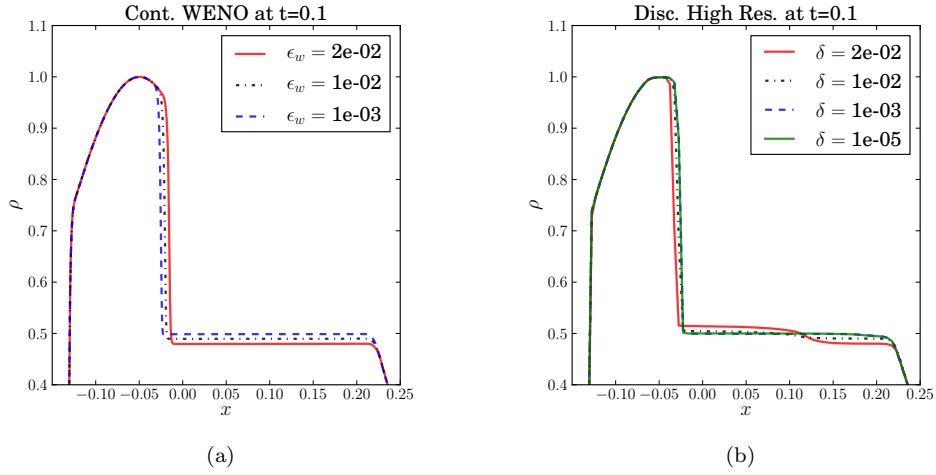 Cont. WENO at t=0.1
ρ
1.1
1.0
0.9
0.8
0.7
0.6
0.5
0.4
ϵ_w = 2e-02
ϵ_w = 1e-02
ϵ_w = 1e-03
−0.10 −0.05 0.00 0.05 0.10 0.15 0.20 0.25
x
(a)
Disc. High Res. at t=0.1
ρ
1.1
1.0
0.9
0.8
0.7
0.6
0.5
0.4
δ = 2e-02
δ = 1e-02
δ = 1e-03
δ = 1e-05
−0.10 −0.05 0.00 0.05 0.10 0.15 0.20 0.25
x
(b)